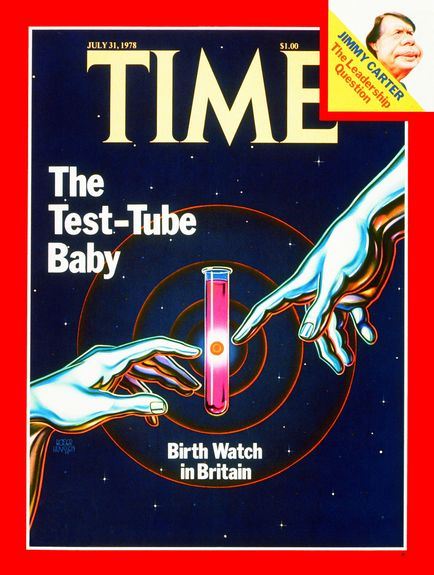 JULY 31, 1978
$1.00
TIME
JIMMY CARTER
The Leadership
Question
The
Test-Tube
Baby
Birth Watch
in Britain